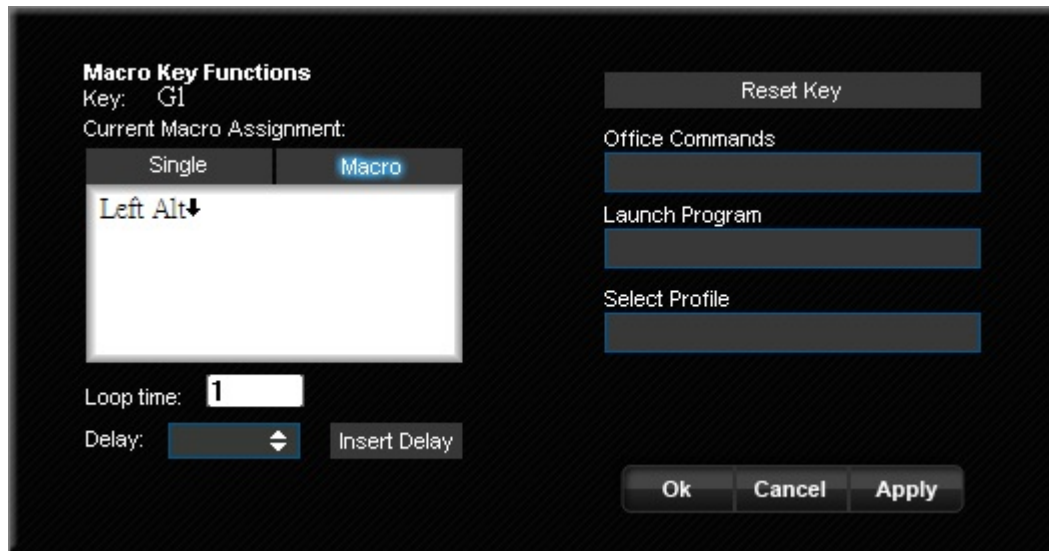 Macro Key Functions
Key: G1
Current Macro Assignment:
Single Macro
Left Alt⬇
Loop time: 1
Delay: Insert Delay
Reset Key
Office Commands
Launch Program
Select Profile
Ok Cancel Apply